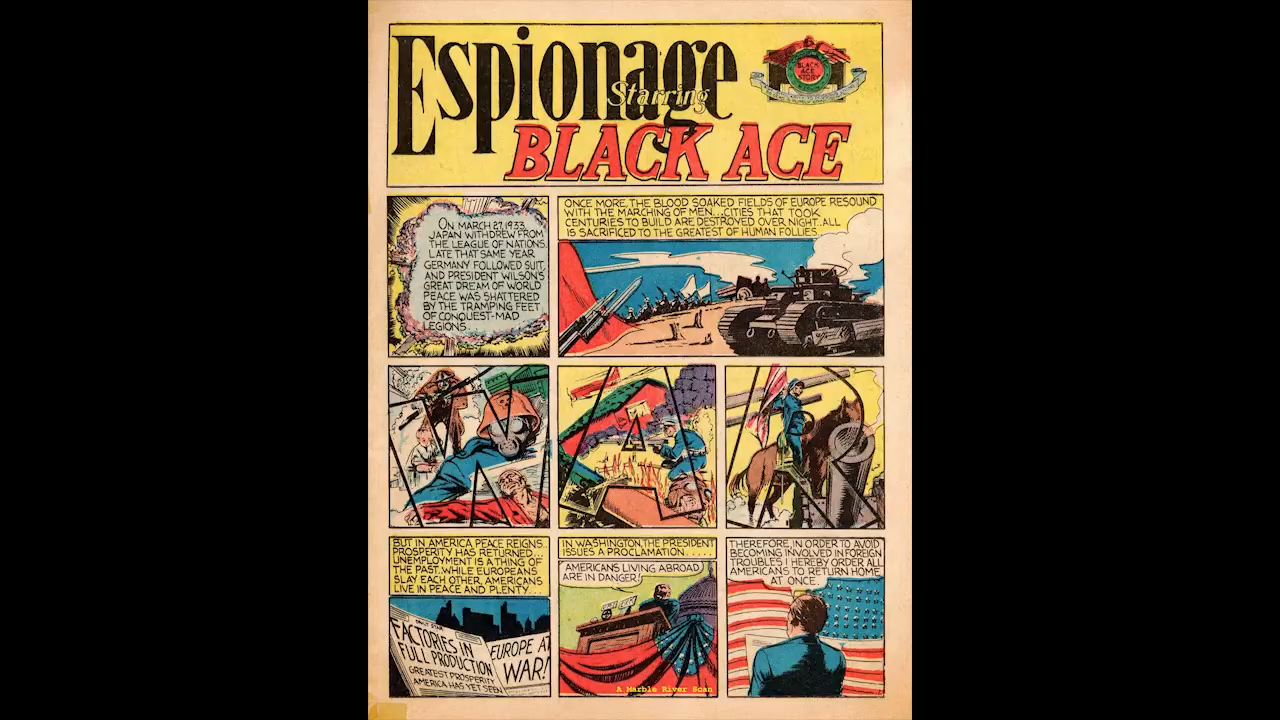 Espionage
Starring
BLACK ACE
BLACK
ACE
STORY
ON MARCH 27, 1933,
JAPAN WITHDREW FROM
THE LEAGUE OF NATIONS.
LATE THAT SAME YEAR
GERMANY FOLLOWED SUIT,
AND PRESIDENT WILSON'S
GREAT DREAM OF WORLD
PEACE WAS SHATTERED
BY THE TRAMPING FEET
OF CONQUEST-MAD
LEGIONS.
ONCE MORE, THE BLOOD SOAKED FIELDS OF EUROPE RESOUND
WITH THE MARCHING OF MEN...CITIES THAT TOOK
CENTURIES TO BUILD ARE DESTROYED OVER NIGHT..ALL
IS SACRIFICED TO THE GREATEST OF HUMAN FOLLIES..
W A R
BUT IN AMERICA PEACE REIGNS.
PROSPERITY HAS RETURNED...
UNEMPLOYMENT IS A THING OF
THE PAST. WHILE EUROPEANS
SLAY EACH OTHER, AMERICANS
LIVE IN PEACE AND PLENTY...
FACTORIES IN
FULL PRODUCTION
GREATEST PROSPERITY
AMERICA HAS YET SEEN
EUROPE AT
WAR!
IN WASHINGTON, THE PRESIDENT
ISSUES A PROCLAMATION.....
AMERICANS LIVING ABROAD
ARE IN DANGER!
THEREFORE, IN ORDER TO AVOID
BECOMING INVOLVED IN FOREIGN
TROUBLES I HEREBY ORDER ALL
AMERICANS TO RETURN HOME
AT ONCE.
A Marble River Scan